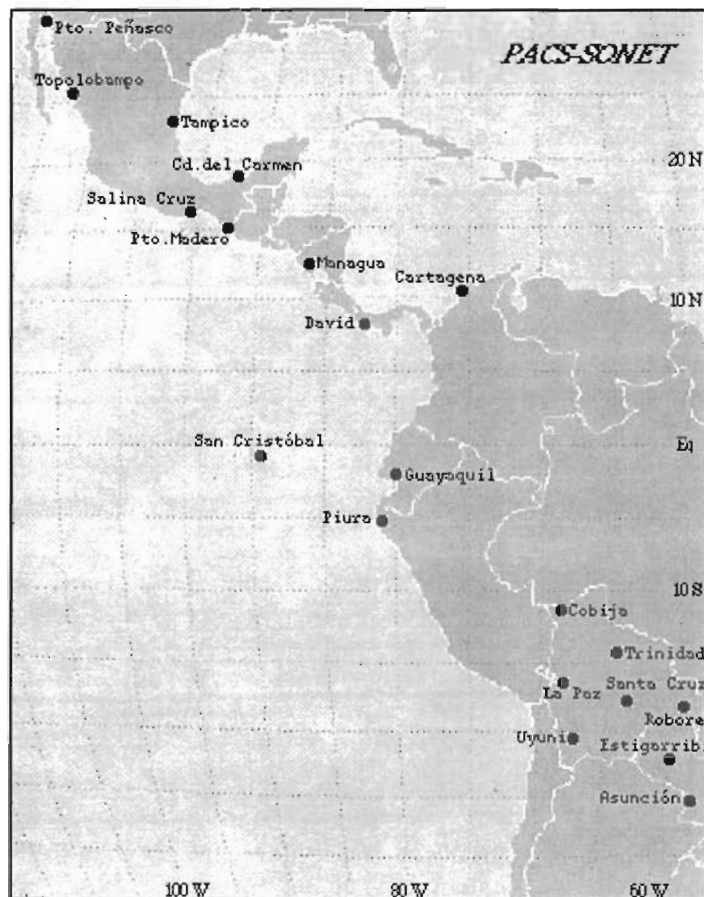 Pto. Peñasco
PACS-SONET
Topolobampo
Tampico
20 N
Cd.del Carmen
Salina Cruz
Pto.Madero
Managua
Cartagena
10 N
David
San Cristóbal
Eq
Guayaquil
Piura
10 S
Cobija
Trinidad
La Paz
Santa Cruz
Robore
Uyuni
Estigarribi
Asunción
100 W
80 W
60 W